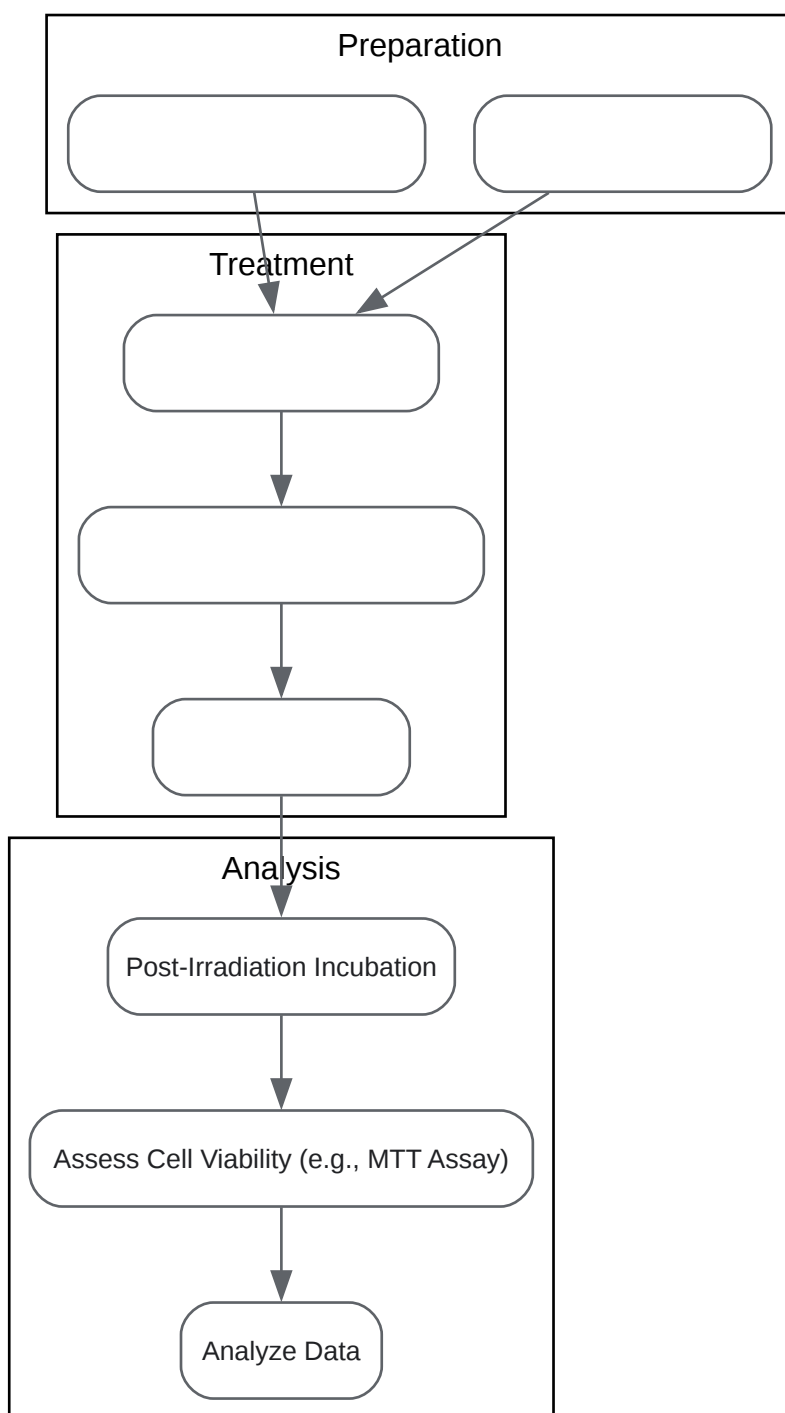 Preparation
Treatment
Analysis
Post-Irradiation Incubation
Assess Cell Viability (e.g., MTT Assay)
Analyze Data